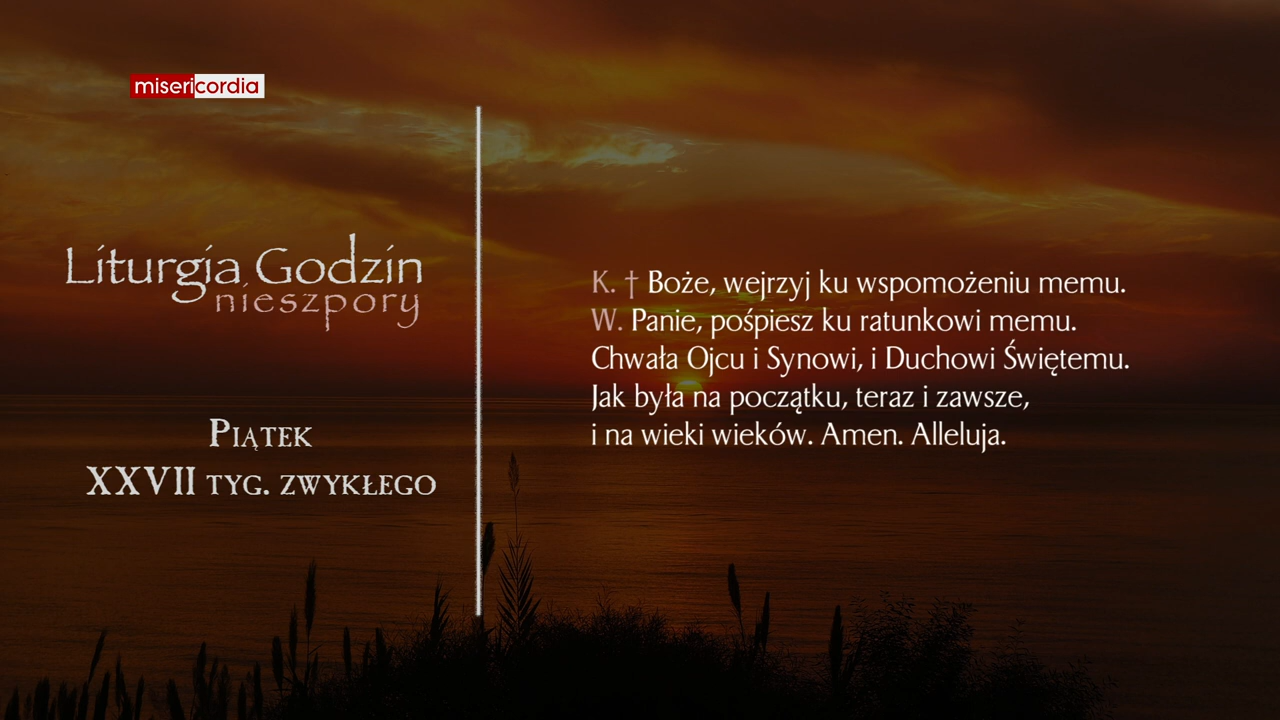 misericordia
Liturgia Godzin
nieszpory
Piątek
XXVII tyg. zwykłego
K. † Boże, wejrzyj ku wspomożeniu memu.
W. Panie, pośpiesz ku ratunkowi memu.
Chwała Ojcu i Synowi, i Duchowi Świętemu.
Jak była na początku, teraz i zawsze,
i na wieki wieków. Amen. Alleluja.